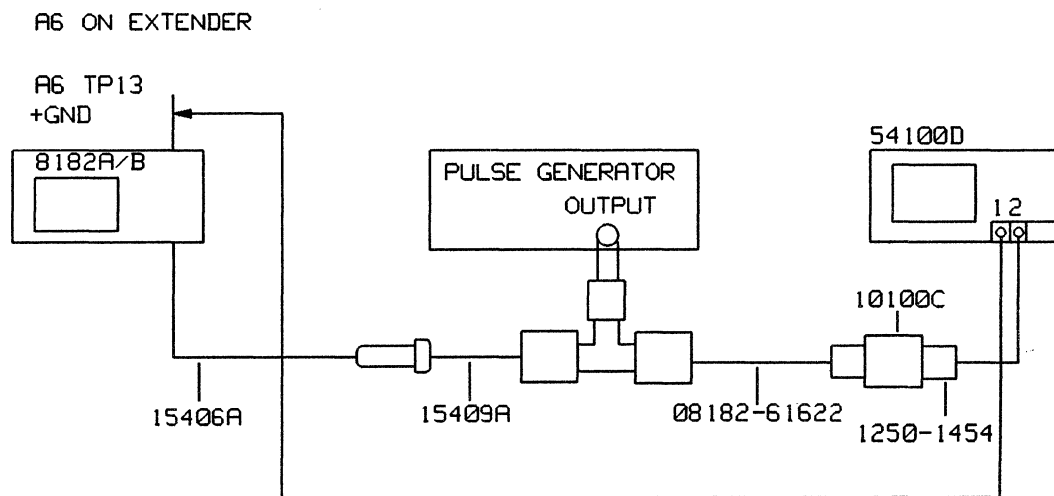 A6 ON EXTENDER
A6 TP13
+GND
8182A/B
PULSE GENERATOR
OUTPUT
54100D
1 2
10100C
15406A
15409A
08182-61622
1250-1454